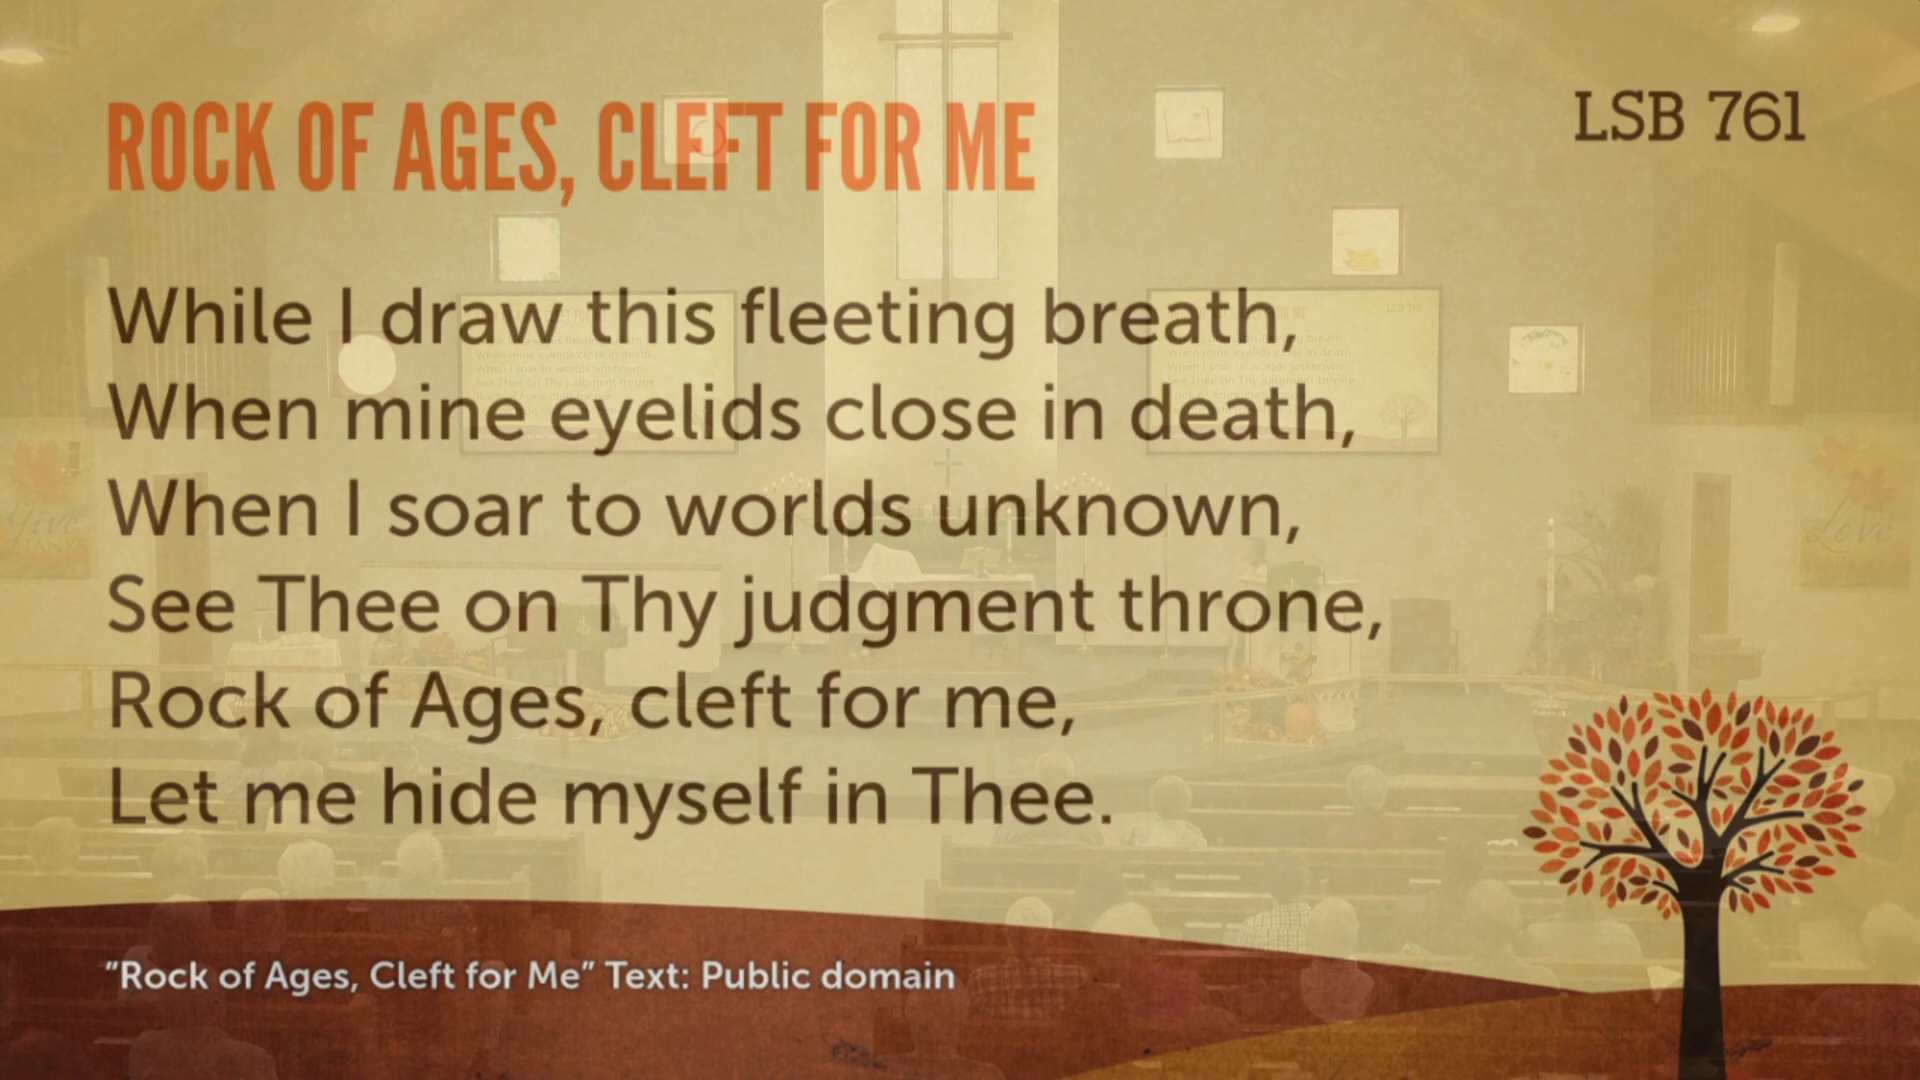 ROCK OF AGES, CLEFT FOR ME
LSB 761
While I draw this fleeting breath,
When mine eyelids close in death,
When I soar to worlds unknown,
See Thee on Thy judgment throne,
Rock of Ages, cleft for me,
Let me hide myself in Thee.
"Rock of Ages, Cleft for Me" Text: Public domain
Give
Love